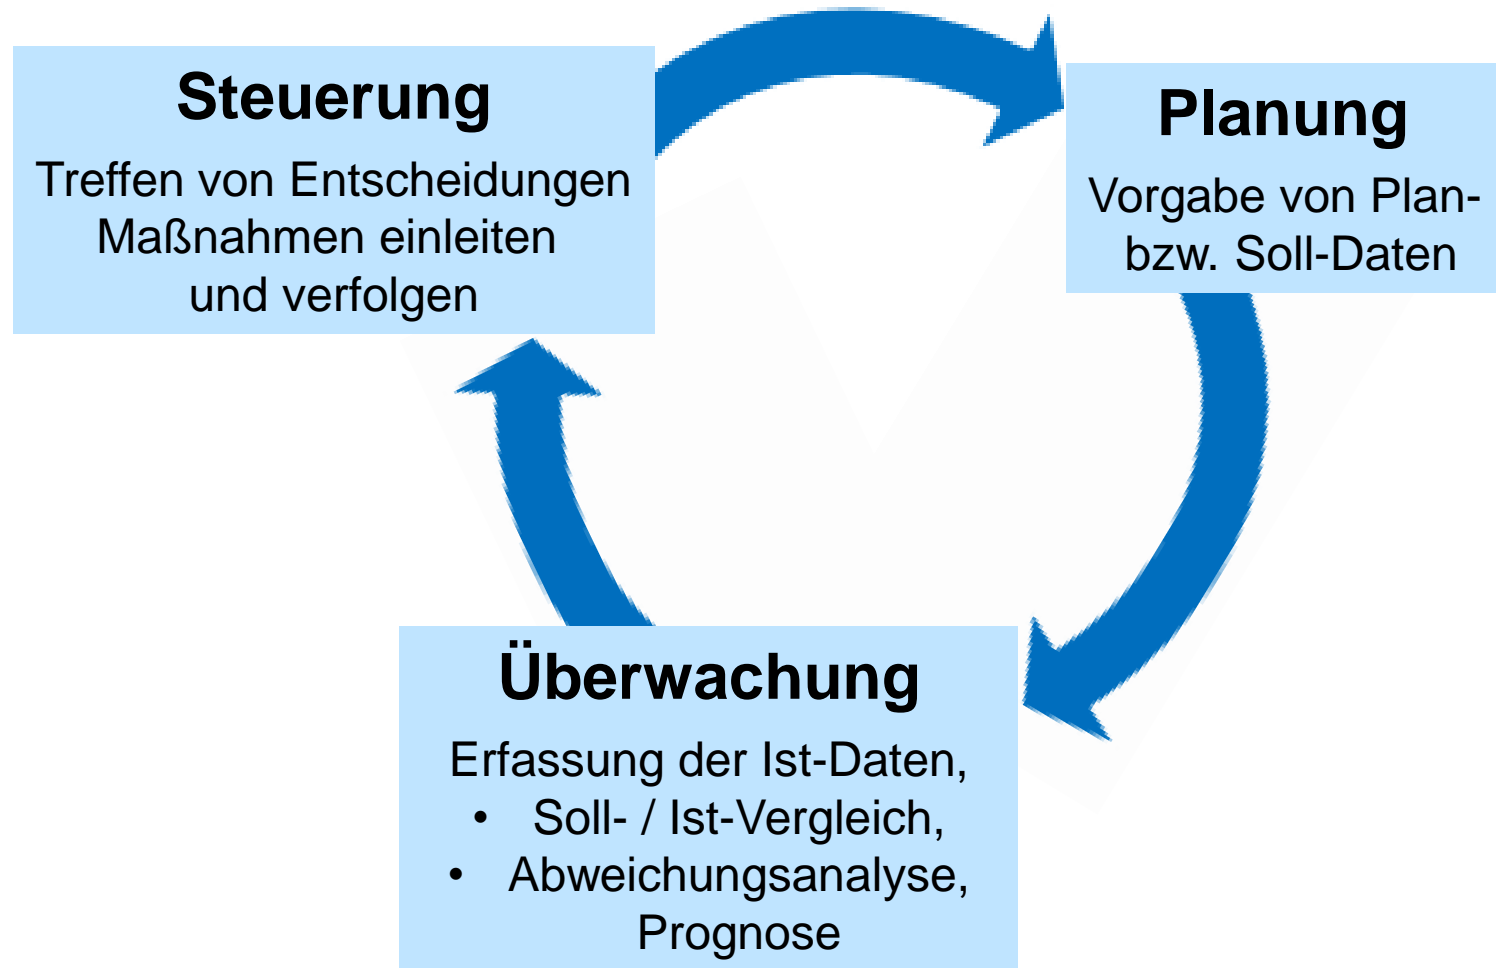 Steuerung
Treffen von Entscheidungen
Maßnahmen einleiten
und verfolgen
Planung
Vorgabe von Plan-
bzw. Soll-Daten
Überwachung
Erfassung der Ist-Daten,
• Soll- / Ist-Vergleich,
• Abweichungsanalyse,
Prognose